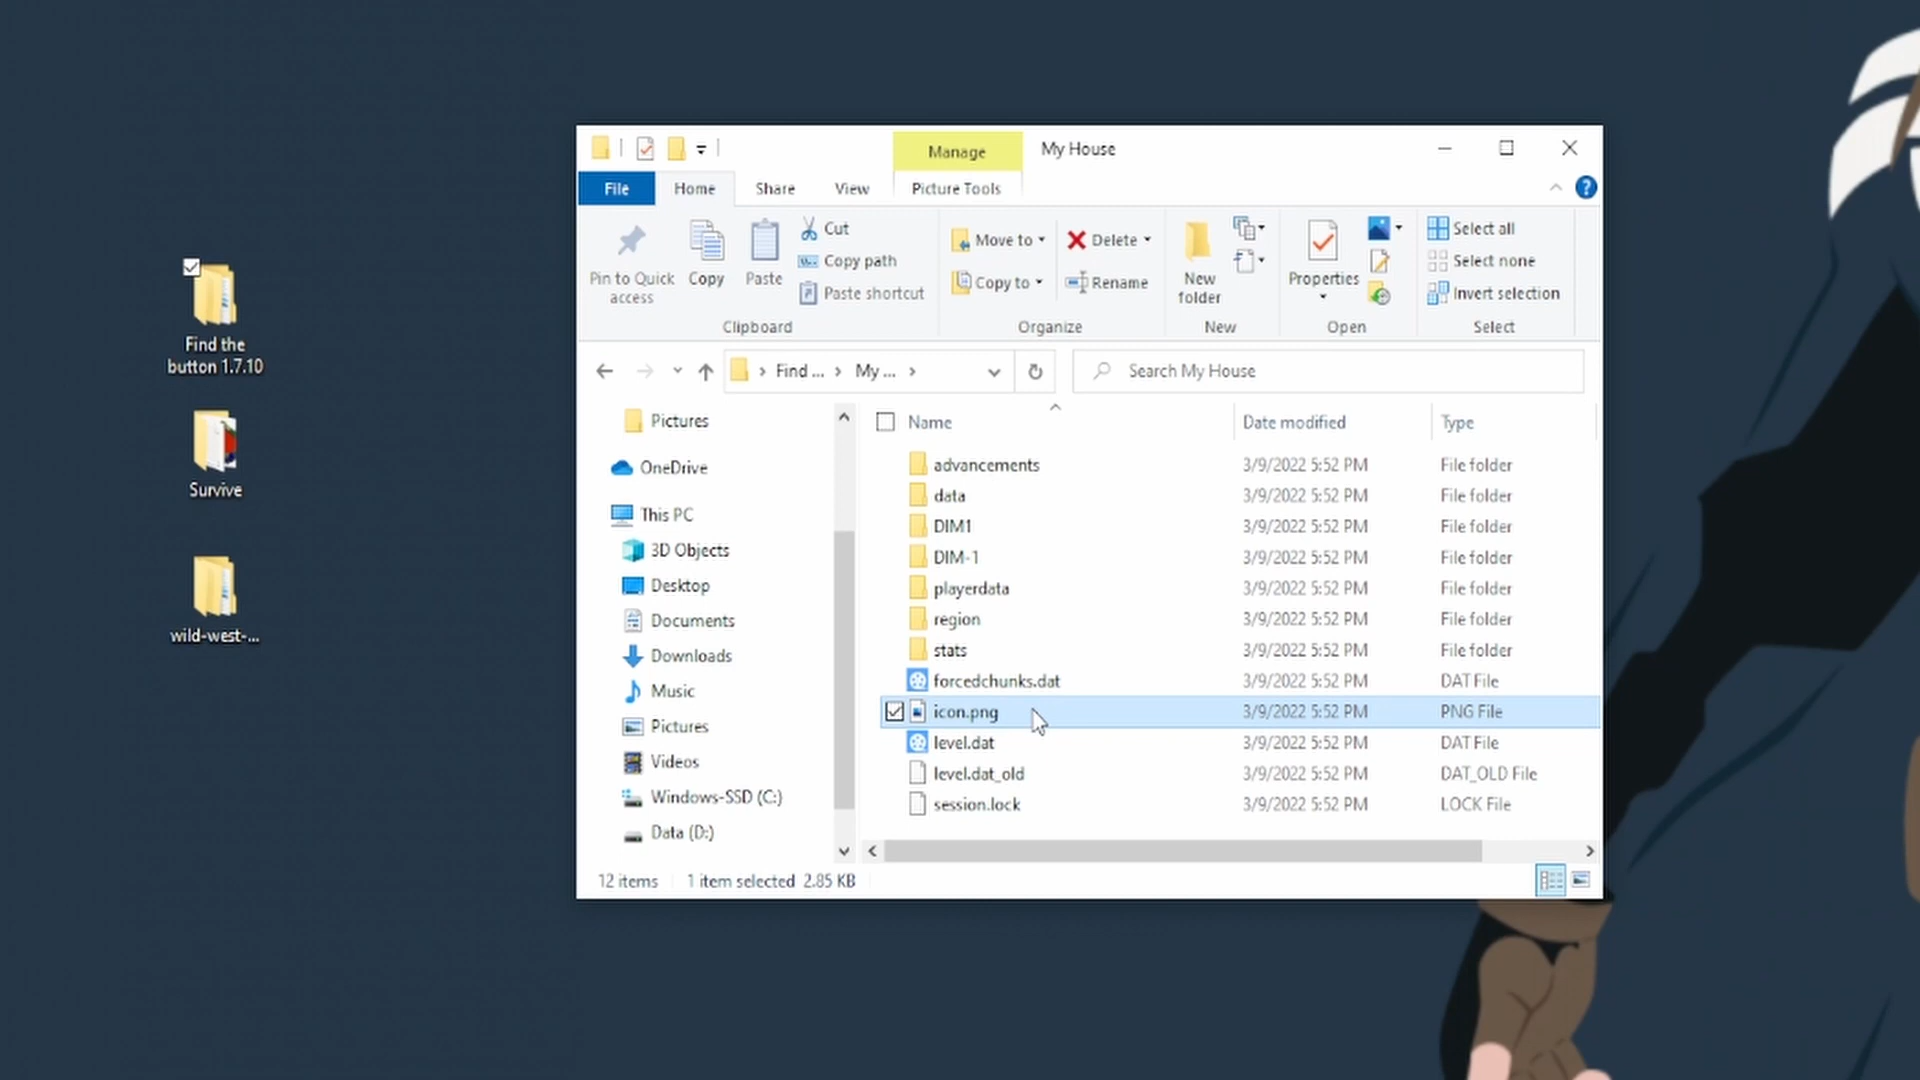 Find the
button 1.7.10
Survive
wild-west-...
Manage
My House
File
Home
Share
View
Picture Tools
Pin to Quick
access
Copy
Paste
Cut
Copy path
Paste shortcut
Clipboard
Move to
Copy to
Delete
Rename
Organize
New
folder
New
Properties
Open
Select all
Select none
Invert selection
Select
Find ...
My ...
Search My House
Pictures
OneDrive
This PC
3D Objects
Desktop
Documents
Downloads
Music
Pictures
Videos
Windows-SSD (C:)
Data (D:)
Name Date modified Type
advancements 3/9/2022 5:52 PM File folder
data 3/9/2022 5:52 PM File folder
DIM1 3/9/2022 5:52 PM File folder
DIM-1 3/9/2022 5:52 PM File folder
playerdata 3/9/2022 5:52 PM File folder
region 3/9/2022 5:52 PM File folder
stats 3/9/2022 5:52 PM File folder
forcedchunks.dat 3/9/2022 5:52 PM DAT File
icon.png 3/9/2022 5:52 PM PNG File
level.dat 3/9/2022 5:52 PM DAT File
level.dat_old 3/9/2022 5:52 PM DAT_OLD File
session.lock 3/9/2022 5:52 PM LOCK File
12 items 1 item selected 2.85 KB